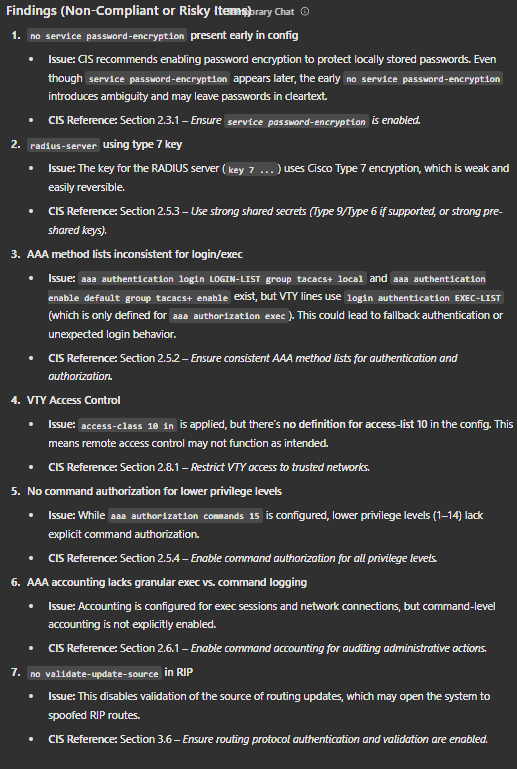 Findings (Non-Compliant or Risky Items)
Temporary Chat
1. no service password-encryption present early in config
• Issue: CIS recommends enabling password encryption to protect locally stored passwords. Even
though service password-encryption appears later, the early no service password-encryption
introduces ambiguity and may leave passwords in cleartext.
• CIS Reference: Section 2.3.1 – Ensure service password-encryption is enabled.
2. radius-server using type 7 key
• Issue: The key for the RADIUS server ( key 7 ... ) uses Cisco Type 7 encryption, which is weak and
easily reversible.
• CIS Reference: Section 2.5.3 – Use strong shared secrets (Type 9/Type 6 if supported, or strong pre-
shared keys).
3. AAA method lists inconsistent for login/exec
• Issue: aaa authentication login LOGIN-LIST group tacacs+ local and aaa authentication
enable default group tacacs+ enable exist, but VTY lines use login authentication EXEC-LIST
(which is only defined for aaa authorization exec ). This could lead to fallback authentication or
unexpected login behavior.
• CIS Reference: Section 2.5.2 – Ensure consistent AAA method lists for authentication and
authorization.
4. VTY Access Control
• Issue: access-class 10 in is applied, but there's no definition for access-list 10 in the config. This
means remote access control may not function as intended.
• CIS Reference: Section 2.8.1 – Restrict VTY access to trusted networks.
5. No command authorization for lower privilege levels
• Issue: While aaa authorization commands 15 is configured, lower privilege levels (1–14) lack
explicit command authorization.
• CIS Reference: Section 2.5.4 – Enable command authorization for all privilege levels.
6. AAA accounting lacks granular exec vs. command logging
• Issue: Accounting is configured for exec sessions and network connections, but command-level
accounting is not explicitly enabled.
• CIS Reference: Section 2.6.1 – Enable command accounting for auditing administrative actions.
7. no validate-update-source in RIP
• Issue: This disables validation of the source of routing updates, which may open the system to
spoofed RIP routes.
• CIS Reference: Section 3.6 – Ensure routing protocol authentication and validation are enabled.